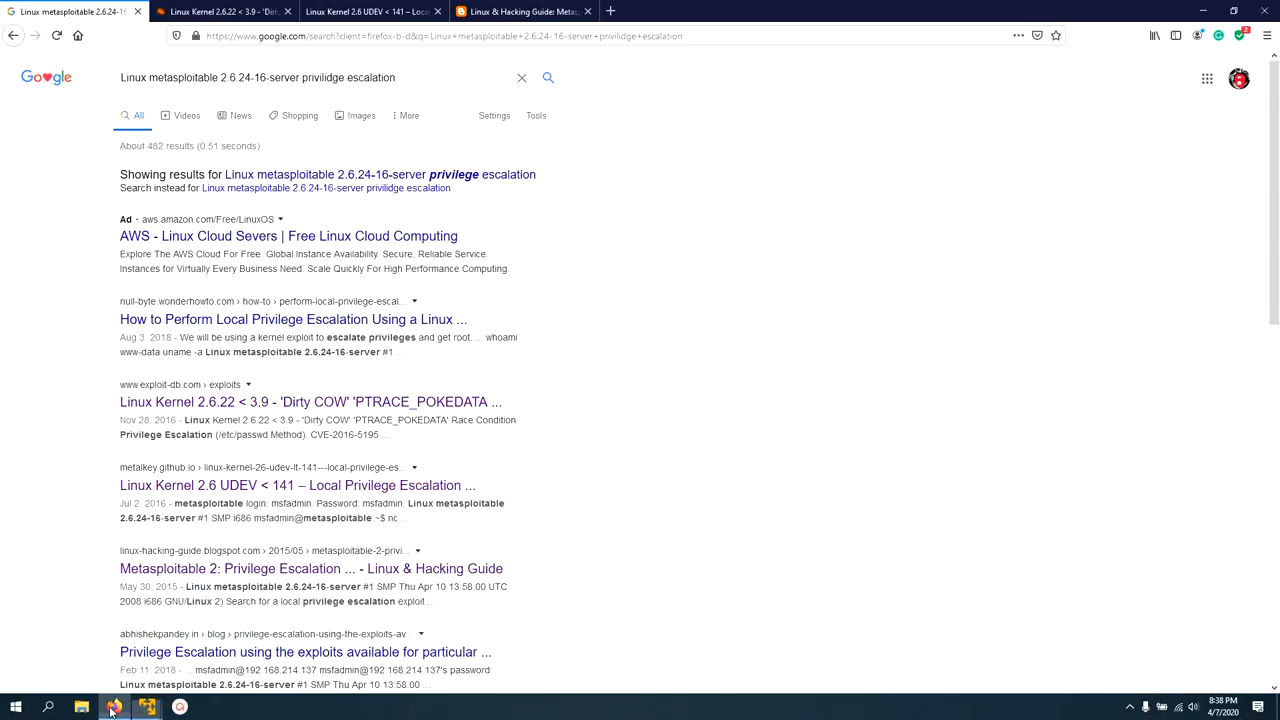 Linux metasploitable 2.6.24-16
Linux Kernel 2.6.22 < 3.9 - 'Dirty
Linux Kernel 2.6 UDEV < 141 – Local
Linux & Hacking Guide: Metas
https://www.google.com/search?client=firefox-b-d&q=Linux+metasploitable+2.6.24-16-server+prividge+escalation
2
Google
Linux metasploitable 2 6 24-16-server privilidge escalation
All
Videos
News
Shopping
Images
More
Settings
Tools
About 482 results (0.51 seconds)
Showing results for Linux metasploitable 2.6.24-16-server privilege escalation
Search instead for Linux metasploitable 2.6.24-16-server privilidge escalation
Ad · aws.amazon.com/Free/LinuxOS
AWS - Linux Cloud Severs | Free Linux Cloud Computing
Explore The AWS Cloud For Free. Global Instance Availability. Secure, Reliable Service.
Instances for Virtually Every Business Need. Scale Quickly For High Performance Computing.
null-byte.wonderhowto.com › how-to › perform-local-privilege-escal...
How to Perform Local Privilege Escalation Using a Linux ...
Aug 3, 2018 - We will be using a kernel exploit to escalate privileges and get root. ... whoami
www-data uname -a Linux metasploitable 2.6.24-16-server #1 ...
www.exploit-db.com › exploits
Linux Kernel 2.6.22 < 3.9 - 'Dirty COW' 'PTRACE_POKEDATA ...
Nov 28, 2016 - Linux Kernel 2.6.22 < 3.9 - 'Dirty COW' 'PTRACE_POKEDATA' Race Condition
Privilege Escalation (/etc/passwd Method). CVE-2016-5195 ...
metalkey.github.io › linux-kernel-26-udev-lt-141---local-privilege-es...
Linux Kernel 2.6 UDEV < 141 – Local Privilege Escalation ...
Jul 2, 2016 - metasploitable login: msfadmin. Password: msfadmin. Linux metasploitable
2.6.24-16-server #1 SMP i686 msfadmin@metasploitable:~$ nc ...
linux-hacking-guide.blogspot.com › 2015/05 › metasploitable-2-privi...
Metasploitable 2: Privilege Escalation ... - Linux & Hacking Guide
May 30, 2015 - Linux metasploitable 2.6.24-16-server #1 SMP Thu Apr 10 13:58:00 UTC
2008 i686 GNU/Linux 2) Search for a local privilege escalation exploit ...
abhishekpandey.in › blog › privilege-escalation-using-the-exploits-av...
Privilege Escalation using the exploits available for particular ...
Feb 11, 2018 - ... msfadmin@192.168.214.137 msfadmin@192.168.214.137's password:
Linux metasploitable 2.6.24-16-server #1 SMP Thu Apr 10 13:58:00 ...
8:38 PM
4/7/2020